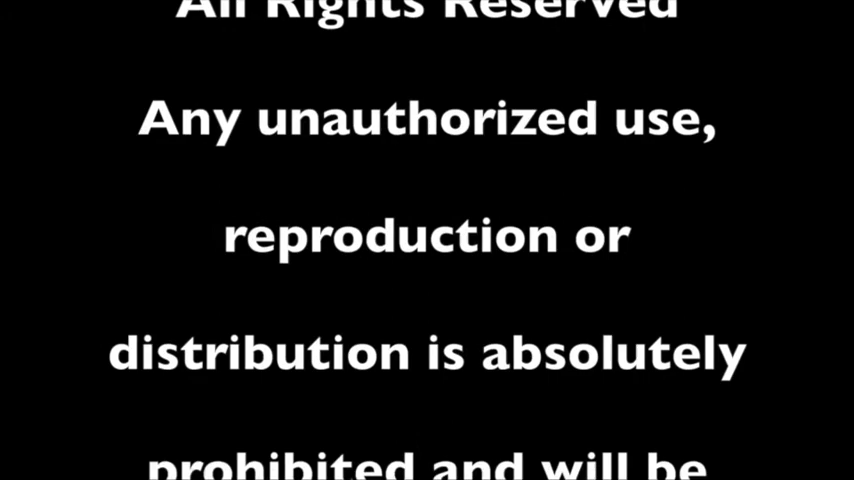 All Rights Reserved
Any unauthorized use,
reproduction or
distribution is absolutely
prohibited and will be